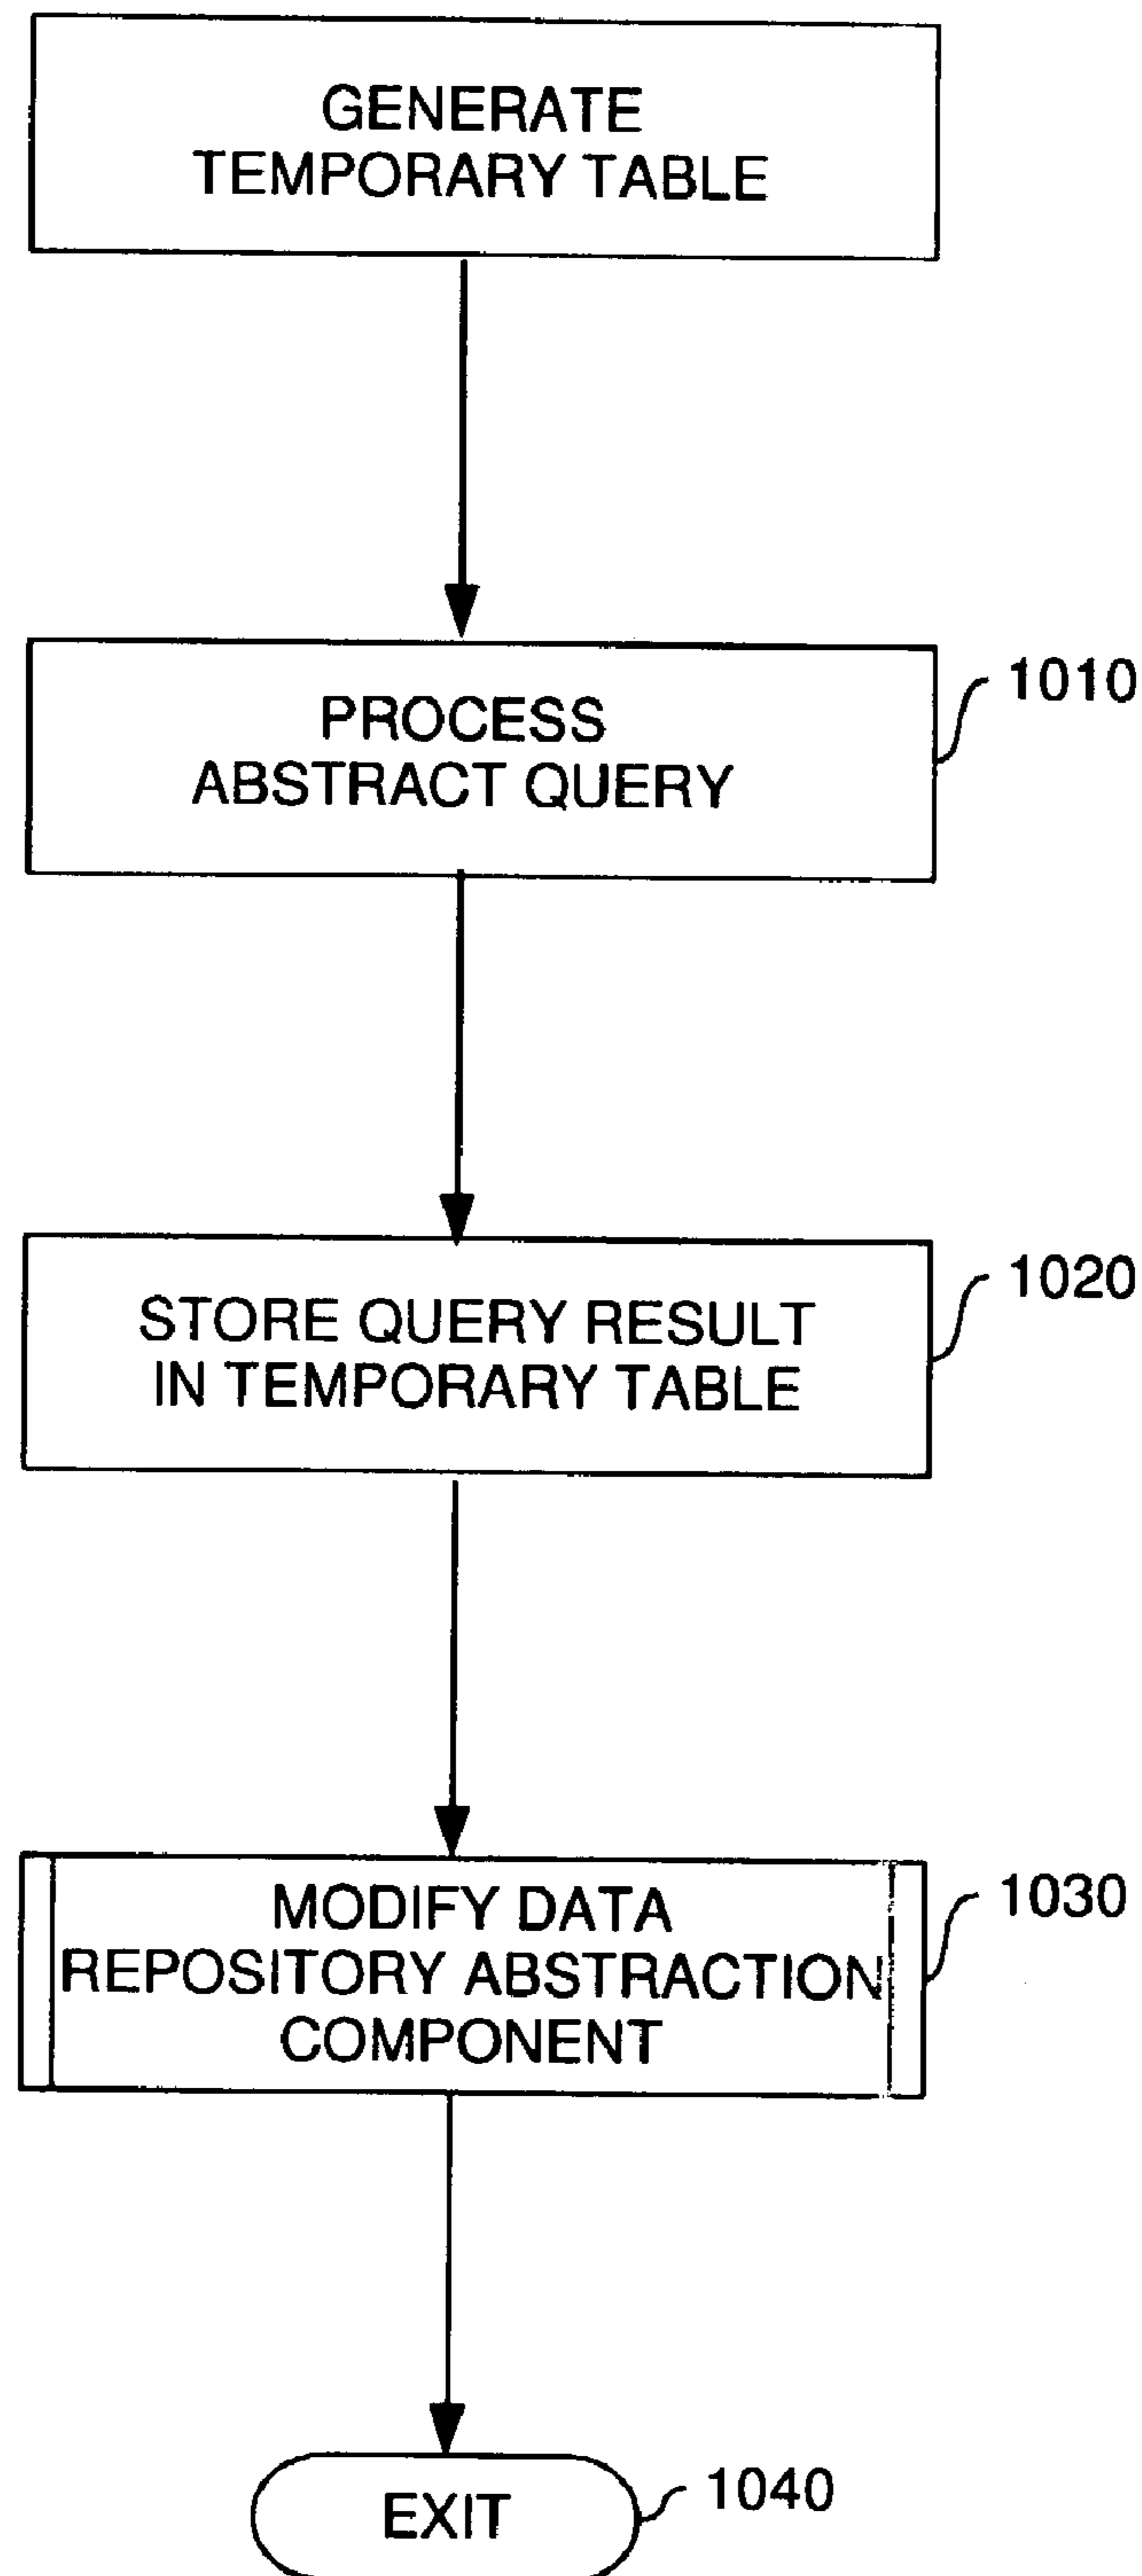 GENERATE
TEMPORARY TABLE
PROCESS
ABSTRACT QUERY
1010
STORE QUERY RESULT
IN TEMPORARY TABLE
1020
MODIFY DATA
REPOSITORY ABSTRACTION
COMPONENT
1030
EXIT
1040